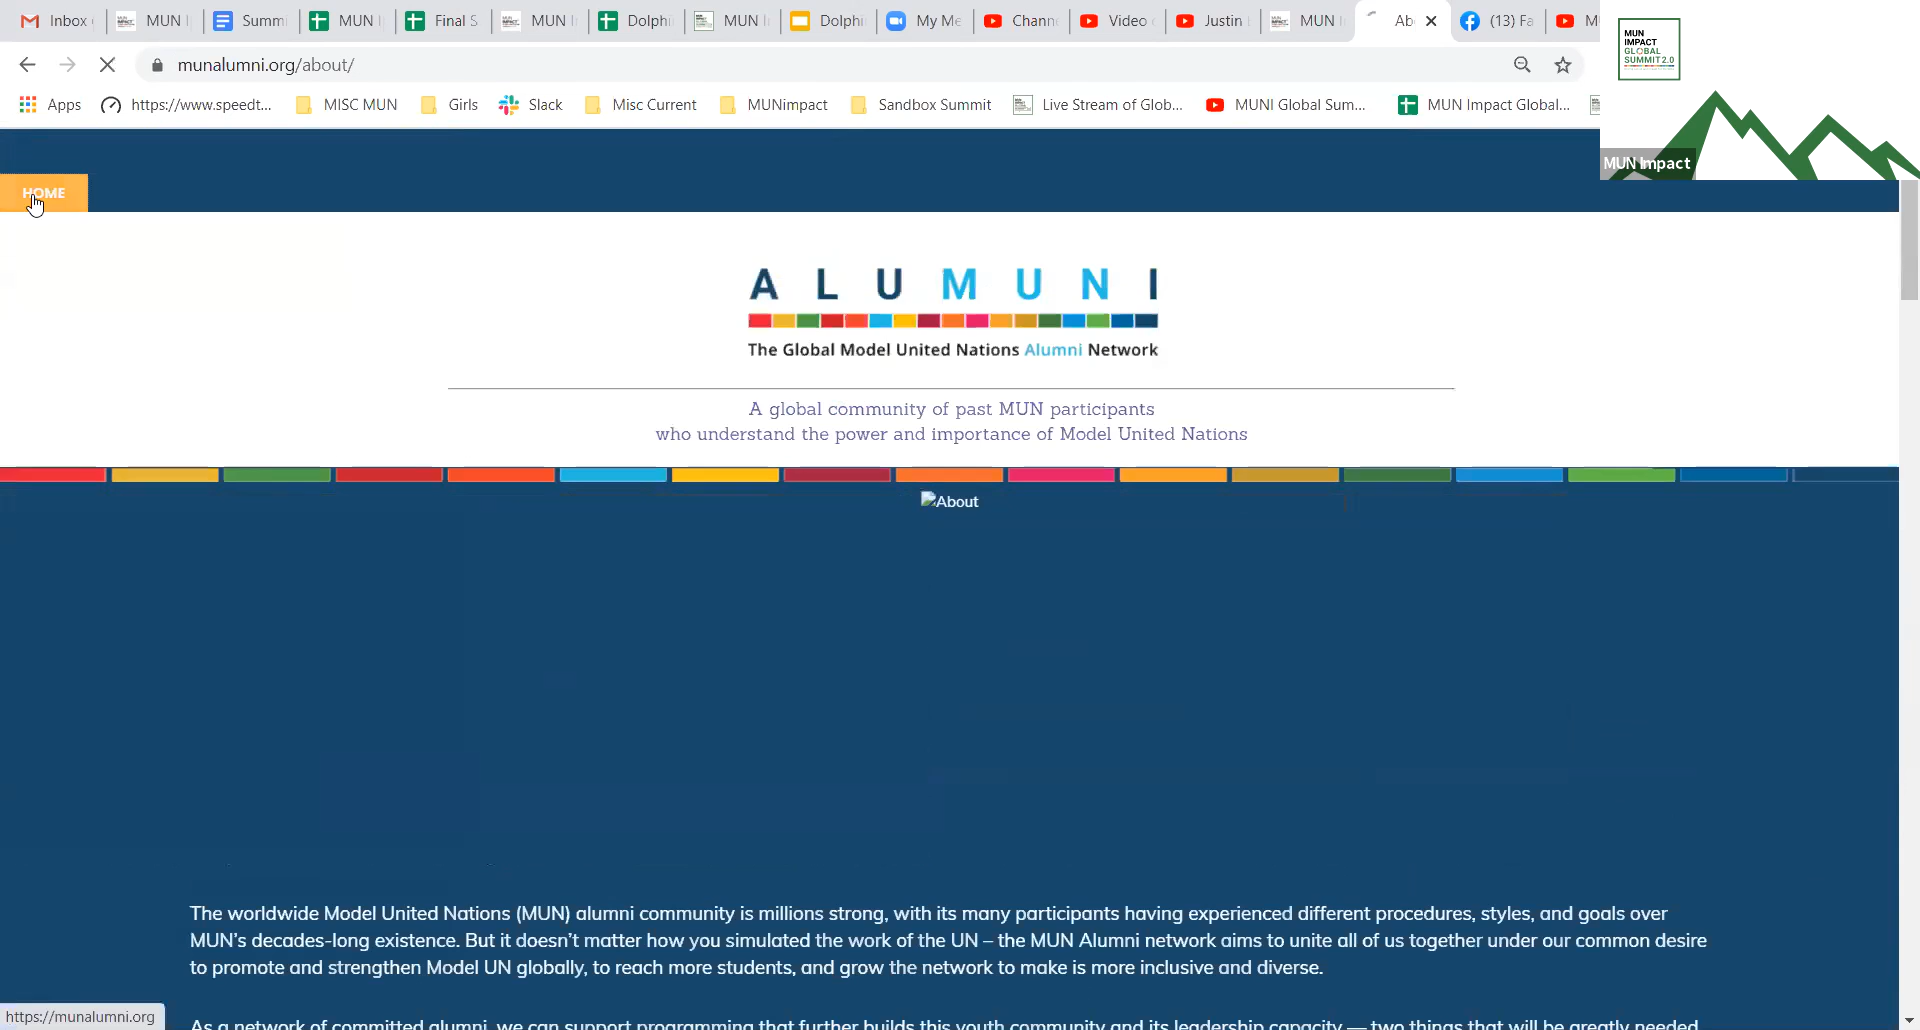 Inbox
MUN I
Summi
MUN I
Final S
MUN I
Dolphi
MUN I
Dolphi
My Me
Chann
Video
Justin
MUN I
Ab
(13) Fa
munalumni.org/about/
Apps
https://www.speedt...
MISC MUN
Girls
Slack
Misc Current
MUNimpact
Sandbox Summit
Live Stream of Glob...
MUNI Global Sum...
MUN Impact Global...
MUN
IMPACT
GLOBAL
SUMMIT 2.0
MUN Impact
HOME
ALUMUNI
The Global Model United Nations Alumni Network
A global community of past MUN participants
who understand the power and importance of Model United Nations
About
The worldwide Model United Nations (MUN) alumni community is millions strong, with its many participants having experienced different procedures, styles, and goals over
MUN's decades-long existence. But it doesn't matter how you simulated the work of the UN – the MUN Alumni network aims to unite all of us together under our common desire
to promote and strengthen Model UN globally, to reach more students, and grow the network to make is more inclusive and diverse.
As a network of committed alumni, we can support programming that further builds this youth community and its leadership capacity — two things that will be greatly needed
https://munalumni.org